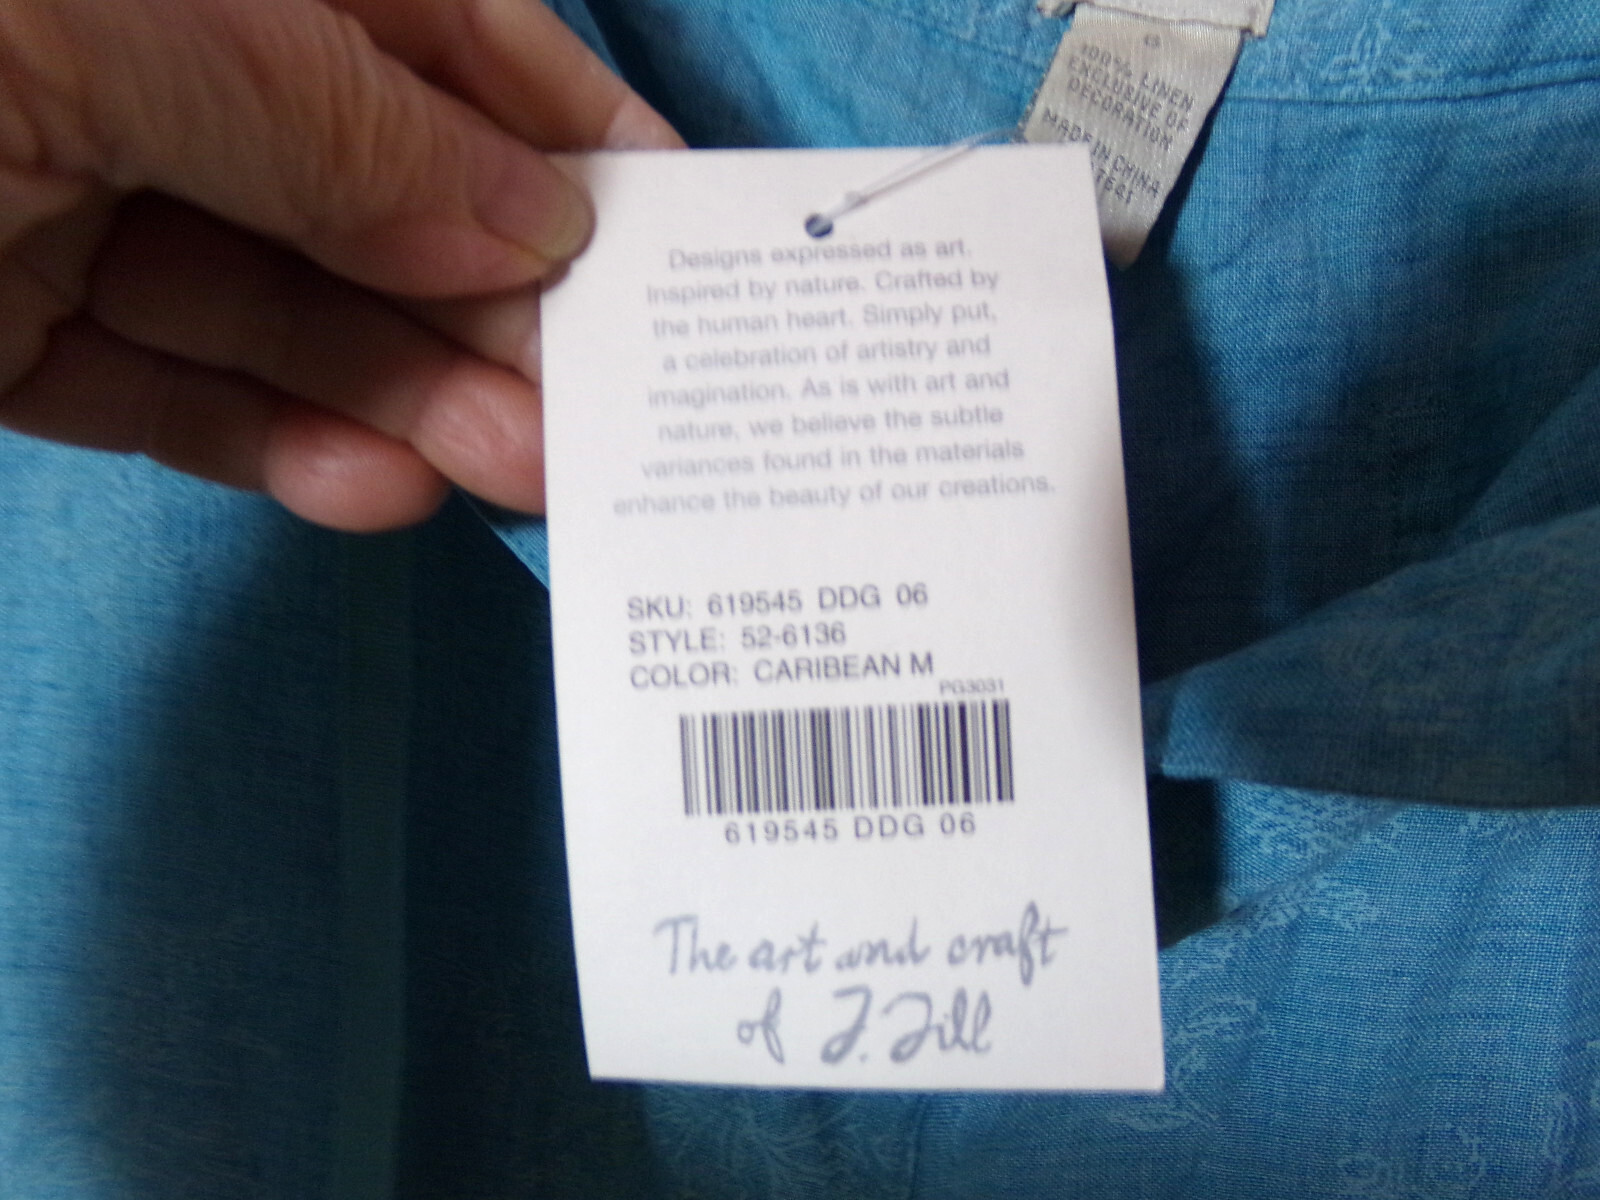 6
100% LINEN
EXCLUSIVE OF
DECORATION
MADE IN CHINA
Designs expressed as art.
Inspired by nature. Crafted by
the human heart. Simply put,
a celebration of artistry and
imagination. As is with art and
nature, we believe the subtle
variances found in the materials
enhance the beauty of our creations.
SKU: 619545 DDG 06
STYLE: 52-6136
COLOR: CARIBEAN M
PG3031
619545 DDG 06
The art and craft
of J. Jill